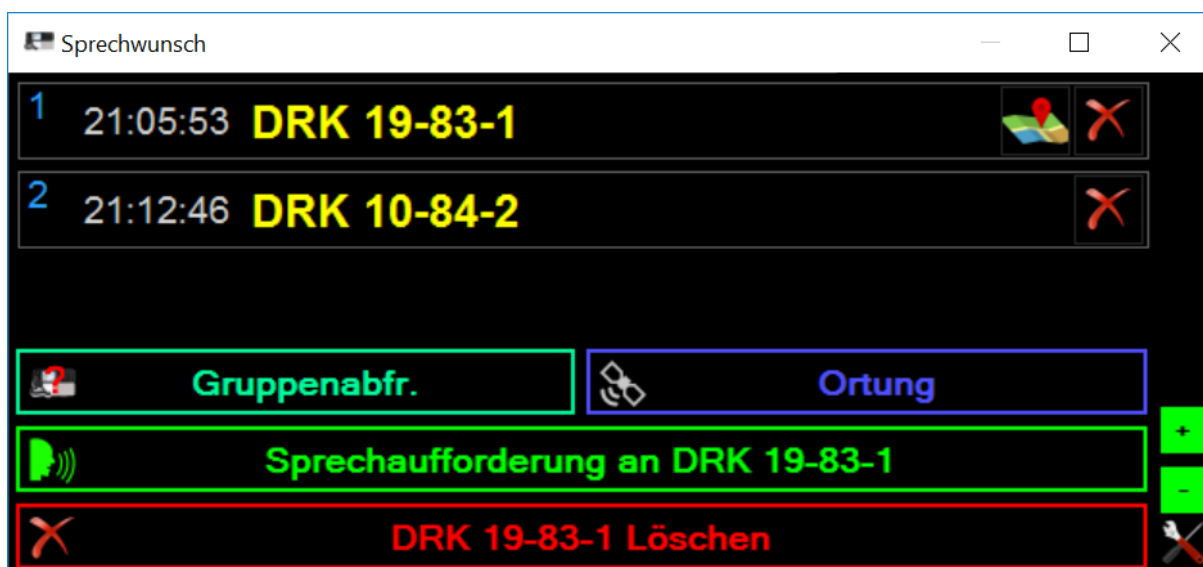 Sprechwunsch
1 21:05:53 DRK 19-83-1
2 21:12:46 DRK 10-84-2
Gruppenabfr. Ortung
+
Sprechaufforderung an DRK 19-83-1
-
DRK 19-83-1 Löschen